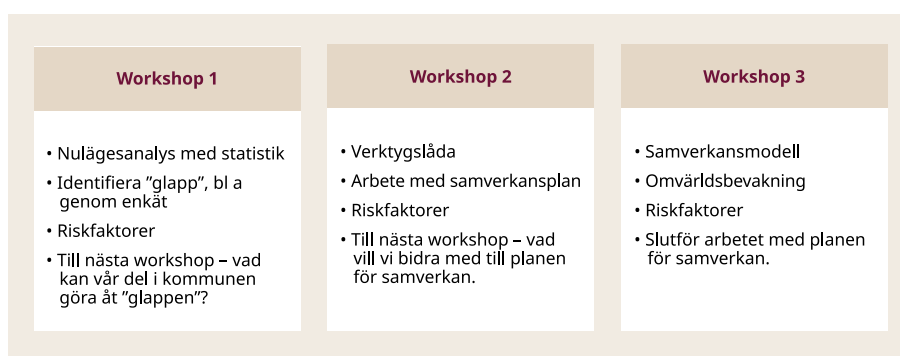 Workshop 1
• Nulägesanalys med statistik
• Identifiera ”glapp”, bl a
genom enkät
• Riskfaktorer
• Till nästa workshop – vad
kan vår del i kommunen
göra åt ”glappen”?
Workshop 2
• Verktygslåda
• Arbete med samverkansplan
• Riskfaktorer
• Till nästa workshop – vad
vill vi bidra med till planen
för samverkan.
Workshop 3
• Samverkansmodell
• Omvärldsbevakning
• Riskfaktorer
• Slutför arbetet med planen
för samverkan.